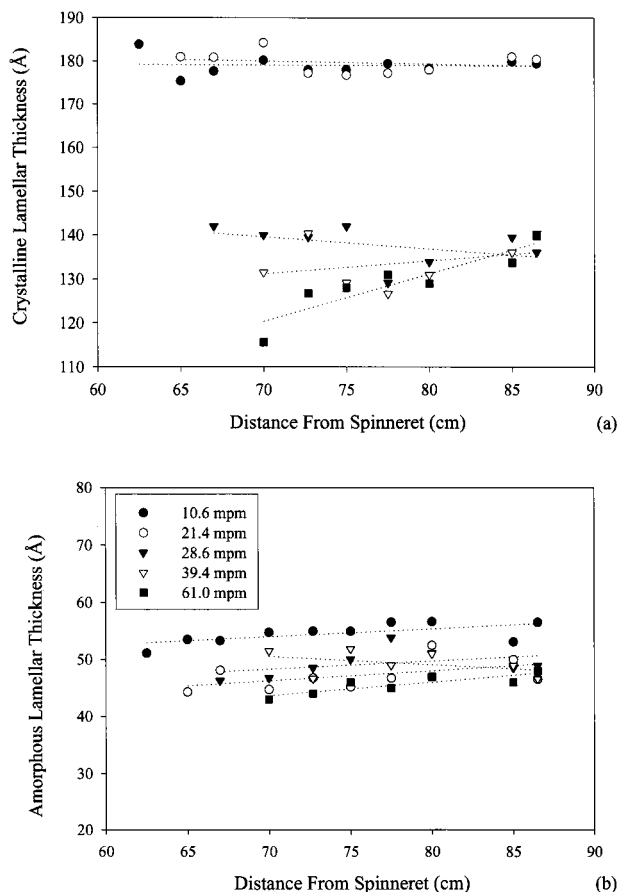 190
180
170
160
150
140
130
120
110
Crystalline Lamellar Thickness (Å)
60 65 70 75 80 85 90
Distance From Spinneret (cm)
(a)
80
70
60
50
40
30
20
Amorphous Lamellar Thickness (Å)
10.6 mpm
21.4 mpm
28.6 mpm
39.4 mpm
61.0 mpm
60 65 70 75 80 85 90
Distance From Spinneret (cm)
(b)